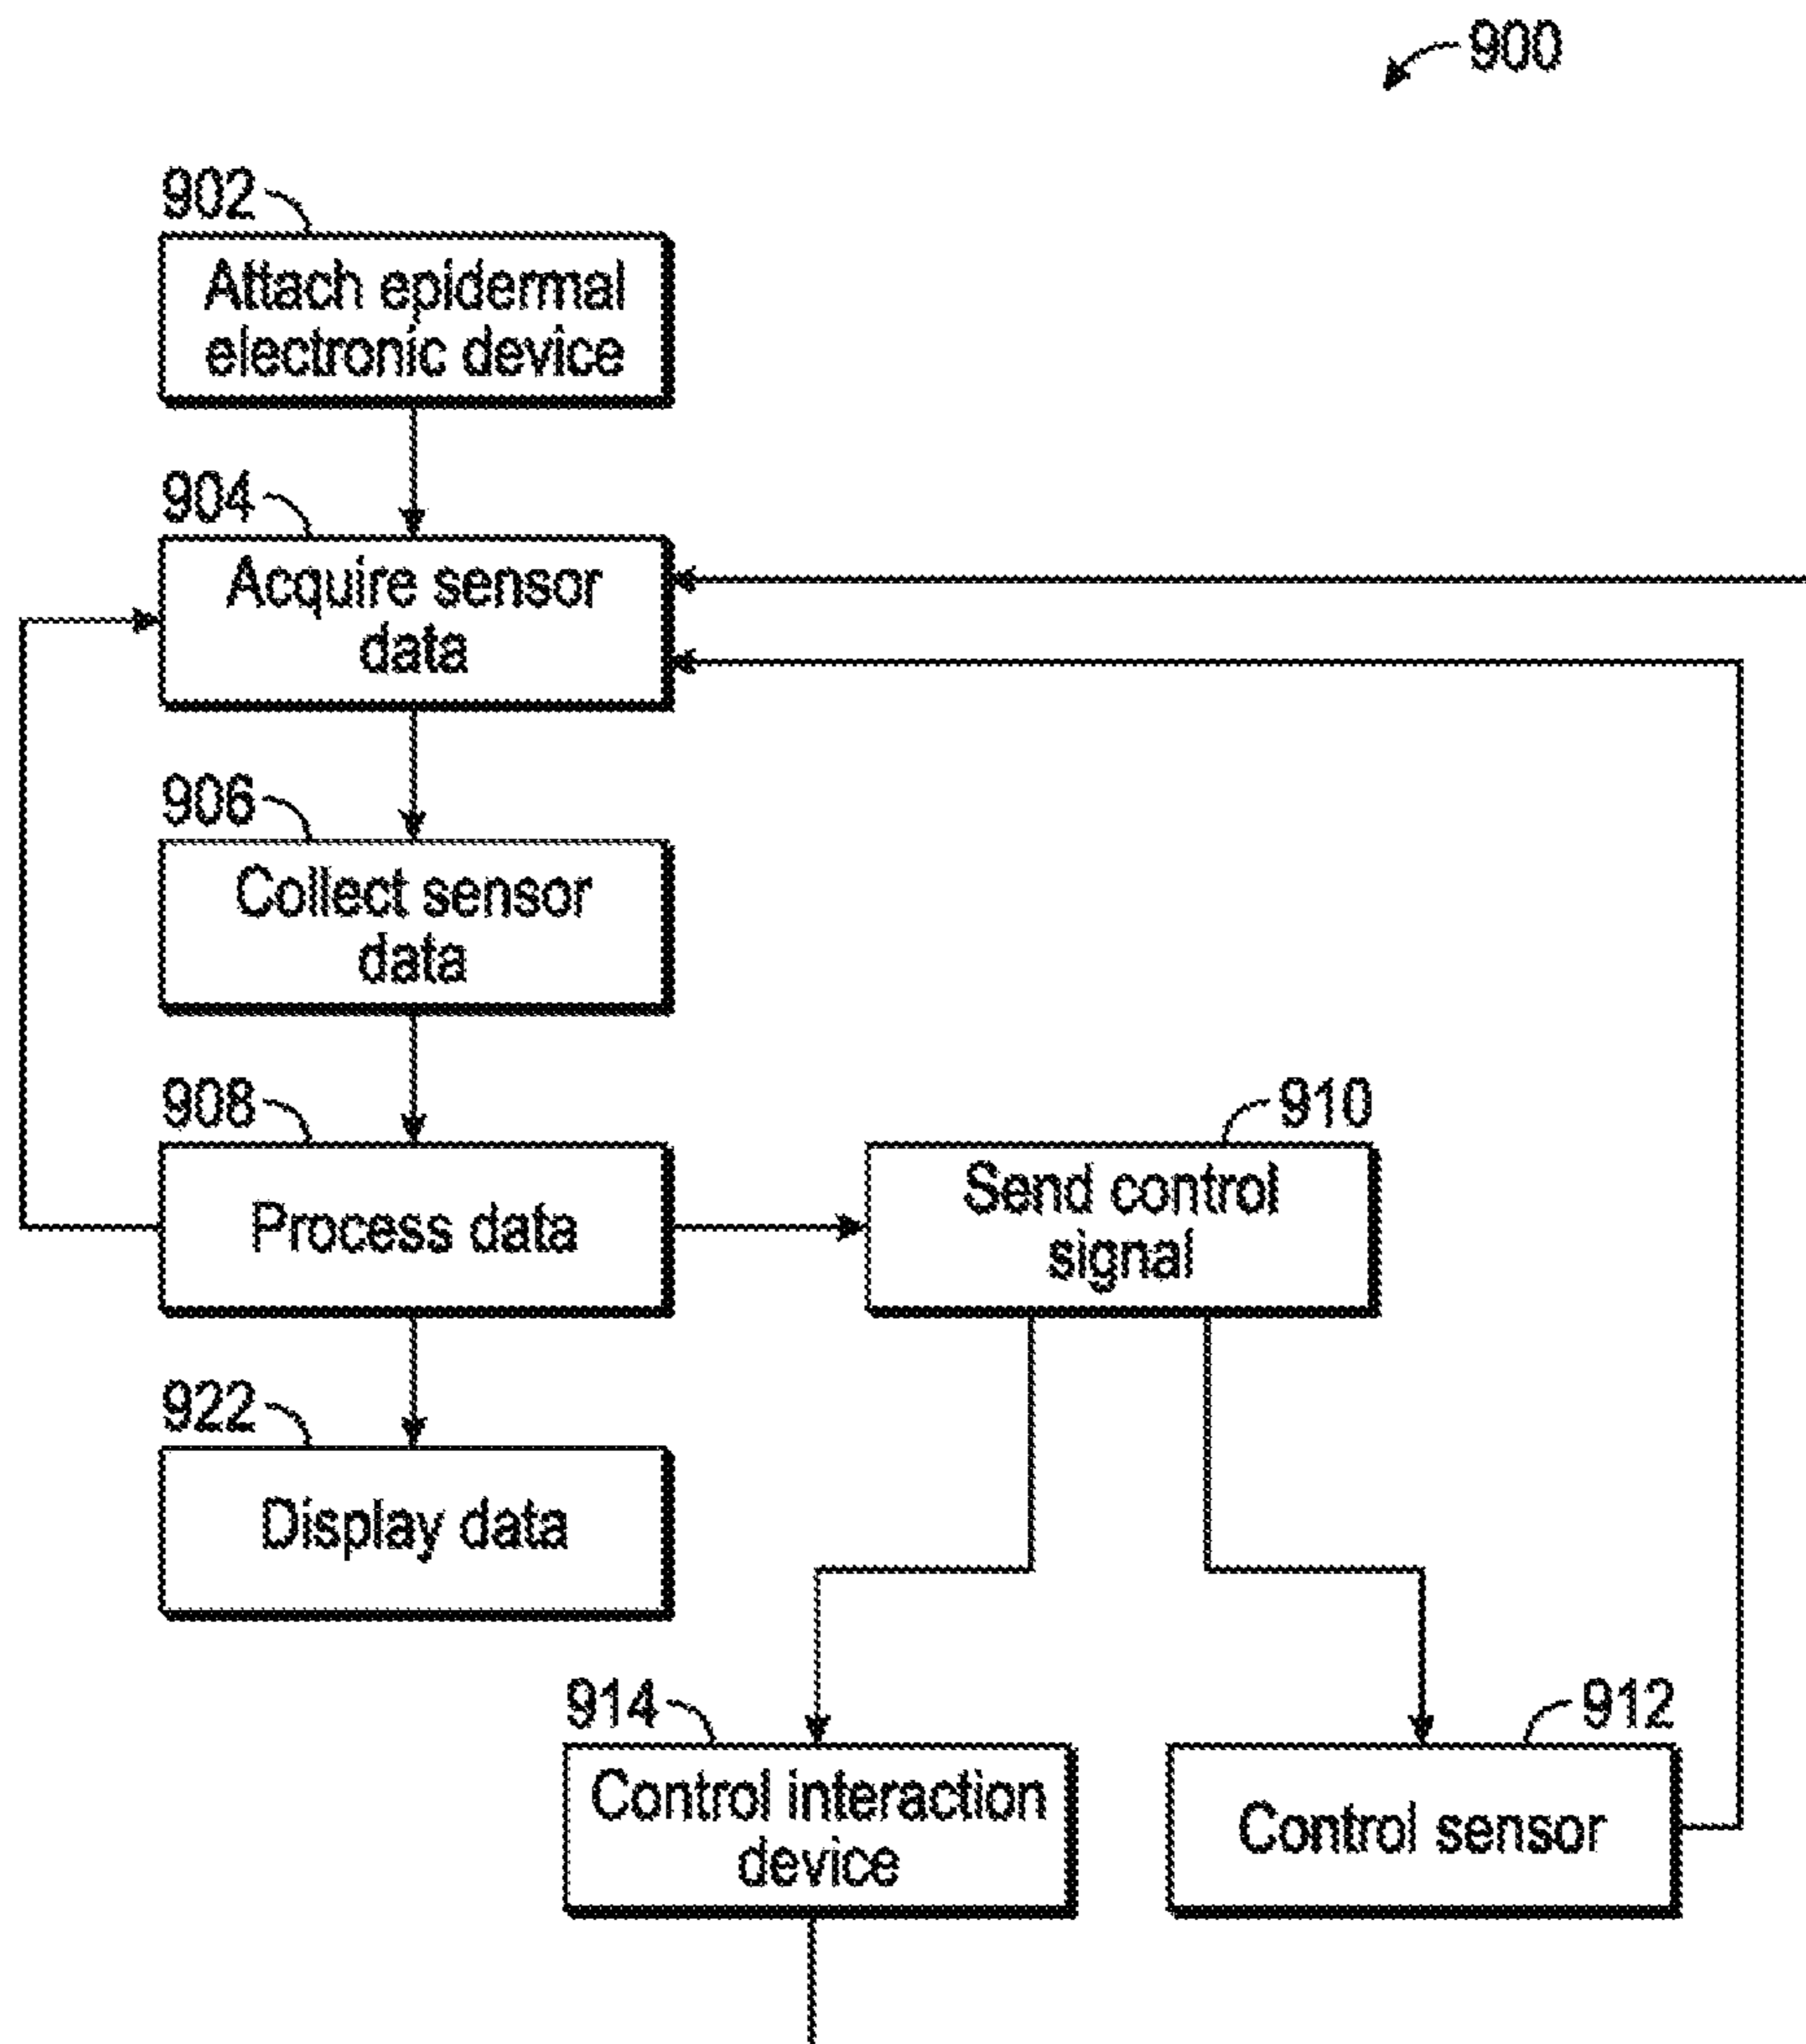 900
902
Attach epidermal
electronic device
904
Acquire sensor
data
906
Collect sensor
data
908
Process data
910
Send control
signal
922
Display data
914
Control interaction
device
912
Control sensor